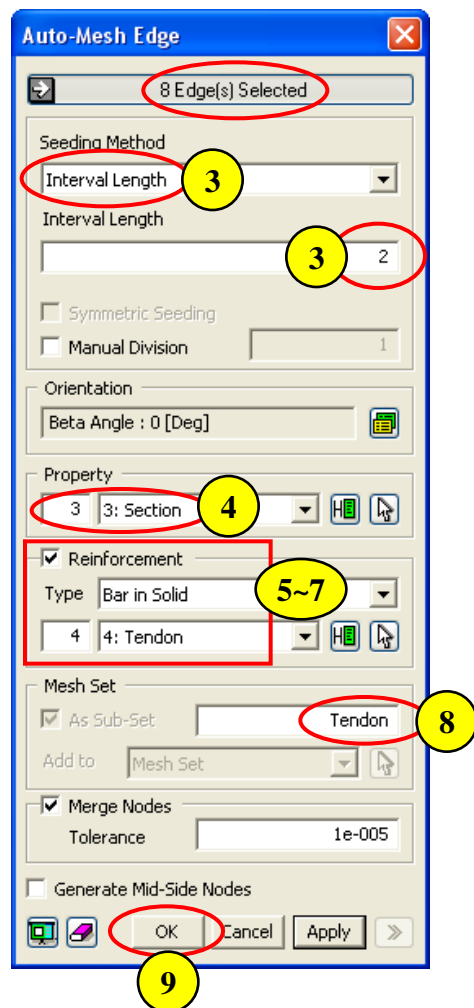 Auto-Mesh Edge
8 Edge(s) Selected
Seeding Method
Interval Length 3
Interval Length
3 2
Symmetric Seeding
Manual Division 1
Orientation
Beta Angle : 0 [Deg]
Property
3 3: Section 4
Reinforcement
Type Bar in Solid 5~7
4 4: Tendon
Mesh Set
As Sub-Set Tendon 8
Add to Mesh Set
Merge Nodes
Tolerance 1e-005
Generate Mid-Side Nodes
OK Cancel Apply >>
9